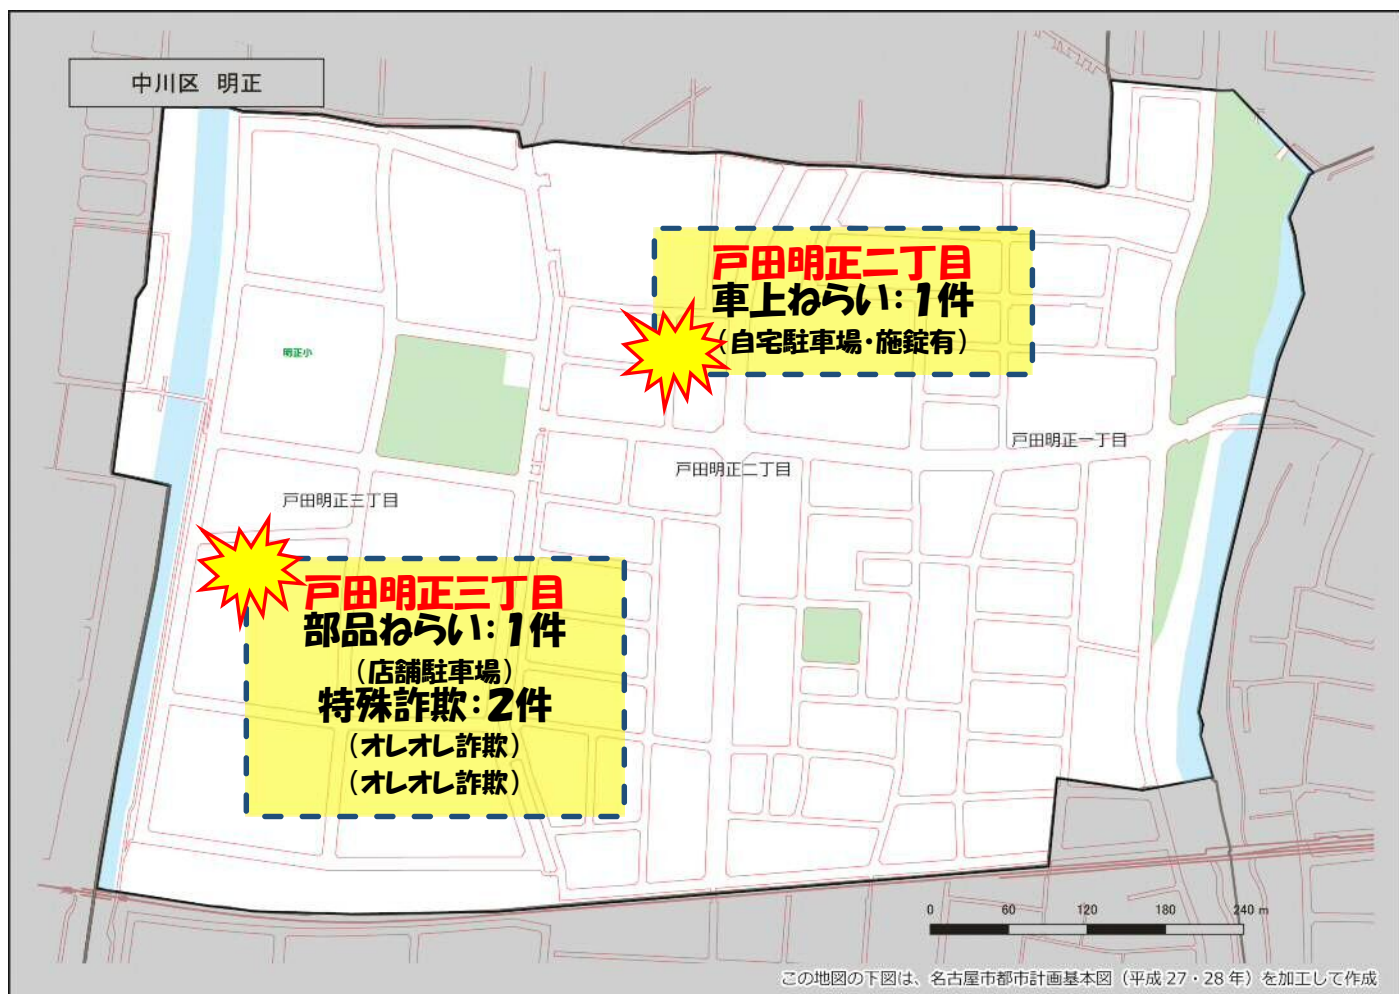 中川区 明正
戸田明正二丁目
車上ねらい:1件
(自宅駐車場・施錠有)
明正小
戸田明正一丁目
戸田明正二丁目
戸田明正三丁目
戸田明正三丁目
部品ねらい:1件
(店舗駐車場)
特殊詐欺:2件
(オレオレ詐欺)
(オレオレ詐欺)
0 60 120 180 240 m
この地図の下図は、名古屋市都市計画基本図(平成27・28年)を加工して作成